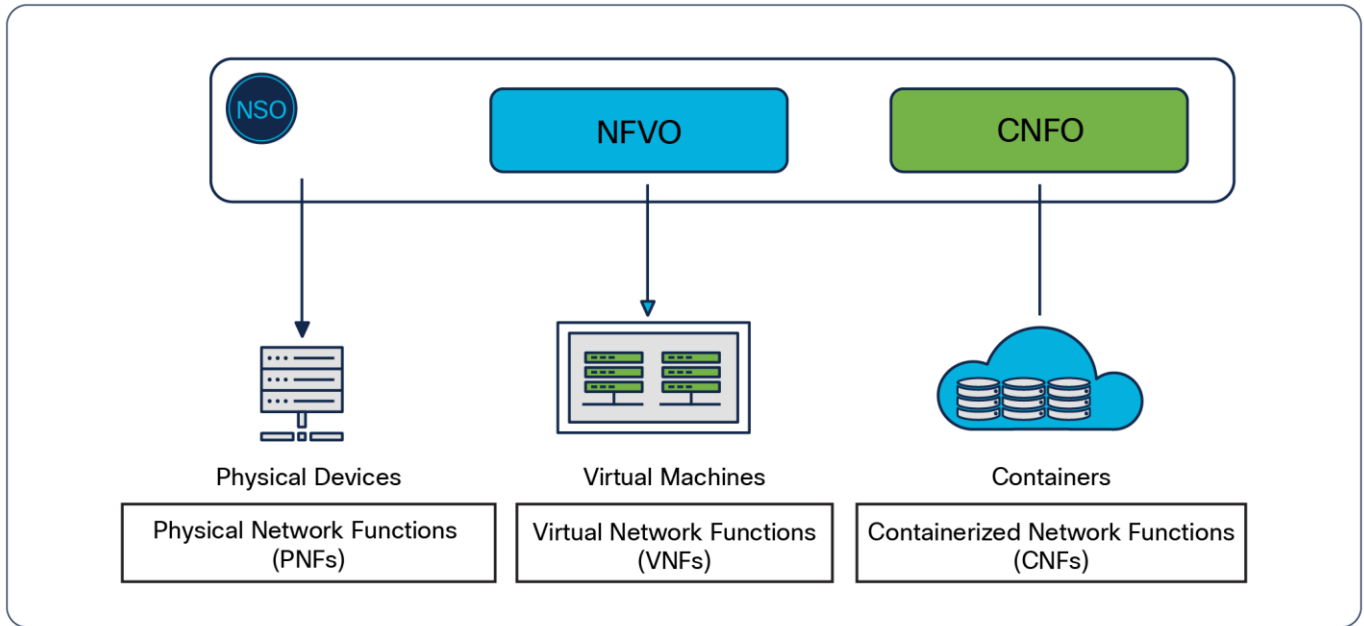 NSO
NFVO
CNFO
Physical Devices
Virtual Machines
Containers
Physical Network Functions
(PNFs)
Virtual Network Functions
(VNFs)
Containerized Network Functions
(CNFs)